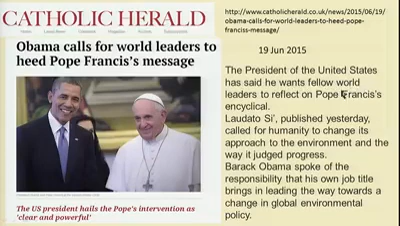 CATHOLIC HERALD
Home
Obama calls for world leaders to
heed Pope Francis's message
The US president hails the Pope's intervention as
'clear and powerful'
http://www.catholicherald.co.uk/news/2015/06/19/
obama-calls-for-world-leaders-to-heed-pope-
franciss-message/
19 Jun 2015
The President of the United States
has said he wants fellow world
leaders to reflect on Pope Francis's
encyclical.
Laudato Si', published yesterday,
called for humanity to change its
approach to the environment and the
way it judged progress.
Barack Obama spoke of the
responsibility that his own job title
brings in leading the way towards a
change in global environmental
policy.